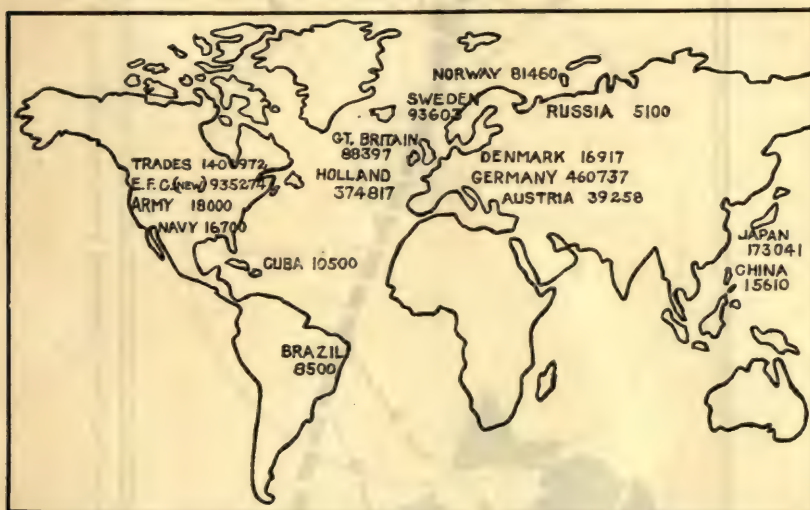 NORWAY 81460
SWEDEN
93603
RUSSIA 5100
GT. BRITAIN
88397
HOLLAND
374817
DENMARK 16917
GERMANY 460737
AUSTRIA 39258
TRADES
E.F.C.(NEW) 935274
ARMY 18000
NAVY 16700
CUBA 10500
BRAZIL
8500
JAPAN
173041
CHINA
15610